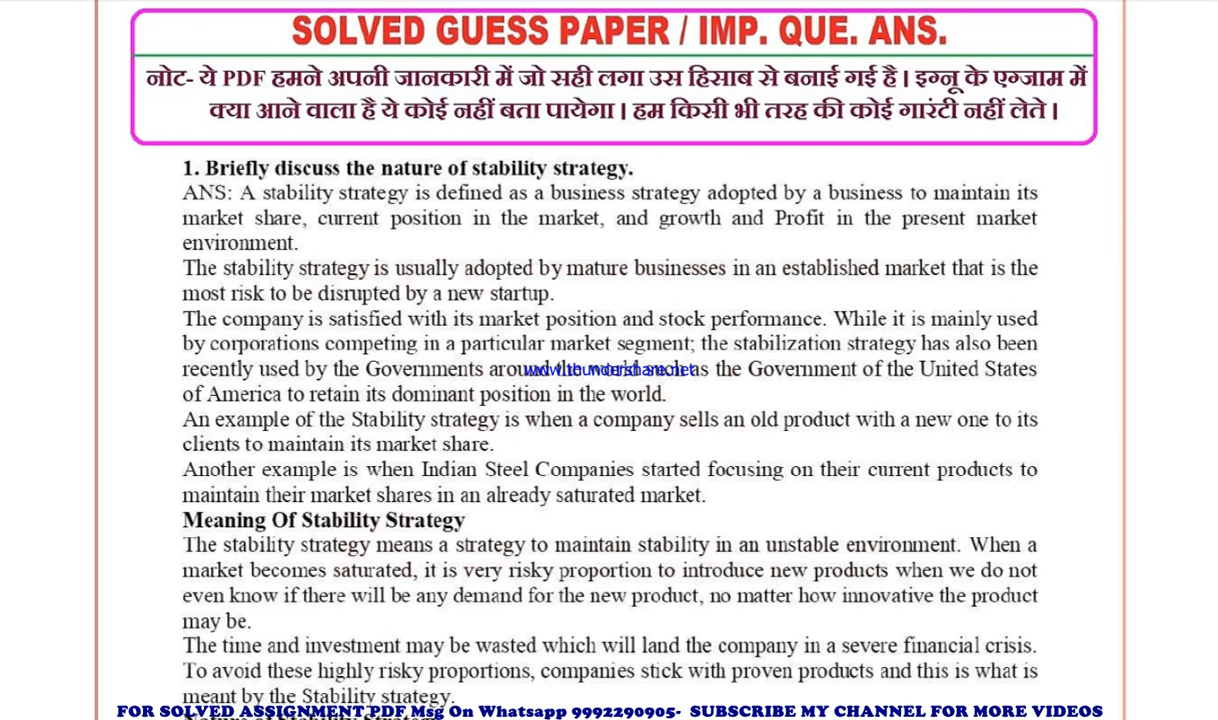 SOLVED GUESS PAPER / IMP. QUE. ANS.
नोट- ये PDF हमने अपनी जानकारी में जो सही लगा उस हिसाब से बनाई गई है। इग्नू के एग्जाम में
क्या आने वाला है ये कोई नहीं बता पायेगा। हम किसी भी तरह की कोई गारंटी नहीं लेते।
1. Briefly discuss the nature of stability strategy.
ANS: A stability strategy is defined as a business strategy adopted by a business to maintain its
market share, current position in the market, and growth and Profit in the present market
environment.
The stability strategy is usually adopted by mature businesses in an established market that is the
most risk to be disrupted by a new startup.
The company is satisfied with its market position and stock performance. While it is mainly used
by corporations competing in a particular market segment; the stabilization strategy has also been
recently used by the Governments around the world such as the Government of the United States
www.thundershare.net
of America to retain its dominant position in the world.
An example of the Stability strategy is when a company sells an old product with a new one to its
clients to maintain its market share.
Another example is when Indian Steel Companies started focusing on their current products to
maintain their market shares in an already saturated market.
Meaning Of Stability Strategy
The stability strategy means a strategy to maintain stability in an unstable environment. When a
market becomes saturated, it is very risky proportion to introduce new products when we do not
even know if there will be any demand for the new product, no matter how innovative the product
may be.
The time and investment may be wasted which will land the company in a severe financial crisis.
To avoid these highly risky proportions, companies stick with proven products and this is what is
meant by the Stability strategy.
FOR SOLVED ASSIGNMENT PDF Msg On Whatsapp 9992290905- SUBSCRIBE MY CHANNEL FOR MORE VIDEOS